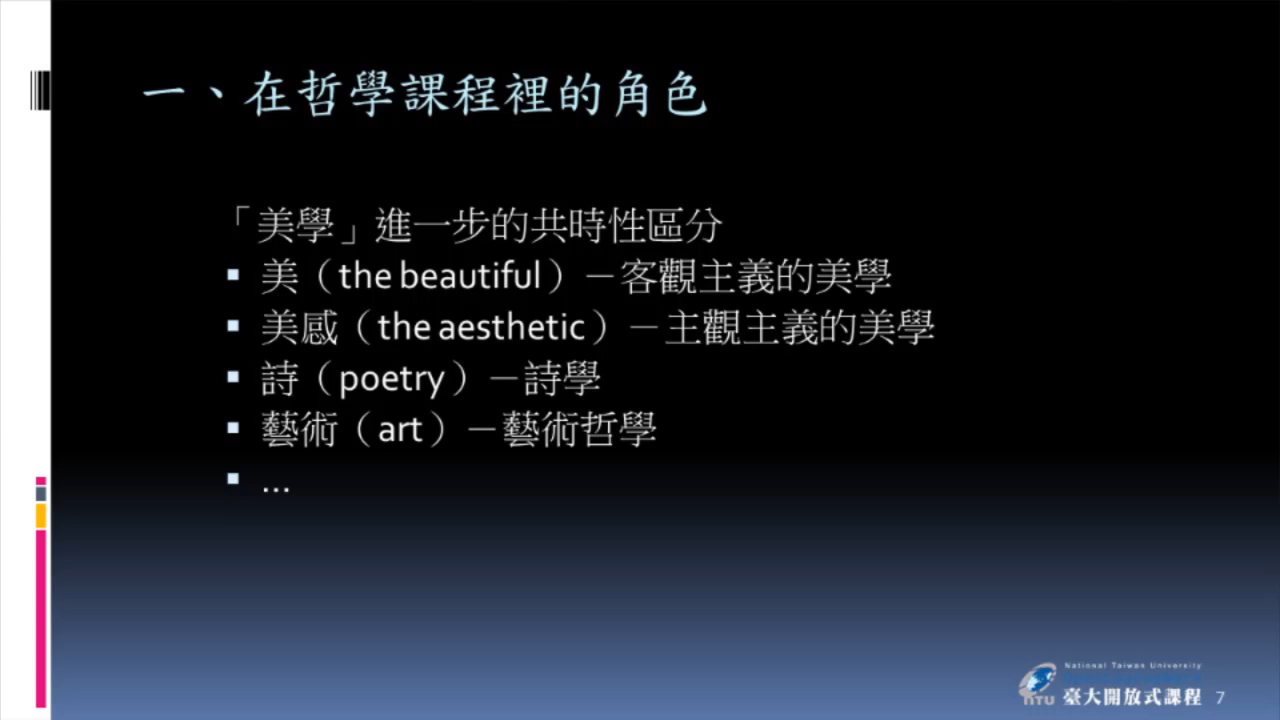 一、在哲學課程裡的角色
「美學」進一步的共時性區分
美（the beautiful）－客觀主義的美學
美感（the aesthetic）－主觀主義的美學
詩（poetry）－詩學
藝術（art）－藝術哲學
...
National Taiwan University
NTU 臺大開放式課程
7